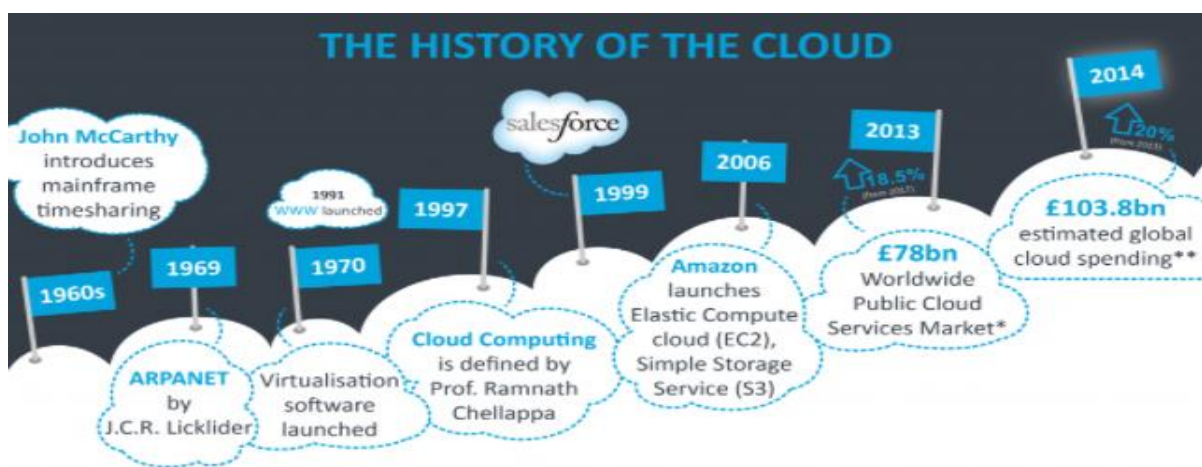 THE HISTORY OF THE CLOUD
John McCarthy
introduces
mainframe
timesharing
1960s
1969
ARPANET
by
J.C.R. Licklider
1991
WWW launched
1970
Virtualisation
software
launched
1997
Cloud Computing
is defined by
Prof. Ramnath
Chellappa
salesforce
1999
2006
Amazon
launches
Elastic Compute
cloud (EC2),
Simple Storage
Service (S3)
2013
18.5%
£78bn
Worldwide
Public Cloud
Services Market*
2014
20%
(from 2013)
£103.8bn
estimated global
cloud spending**